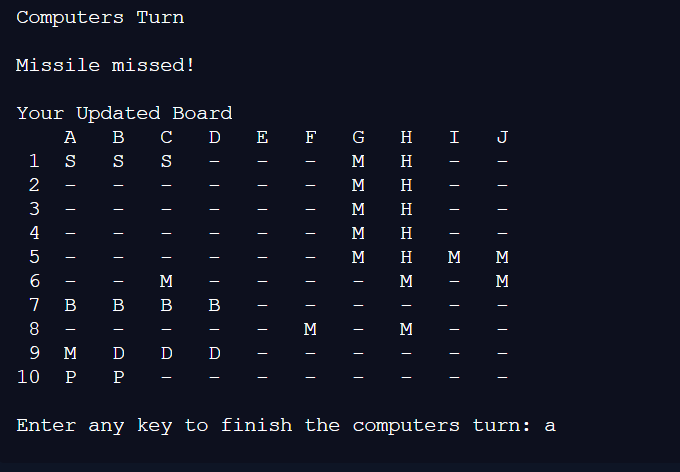 Computers Turn
Missile missed!
Your Updated Board
A B C D E F G H I J
1 S S S - - - M H - -
2 - - - - - - M H - -
3 - - - - - - M H - -
4 - - - - - - M H - -
5 - - - - - - M H M M
6 - - M - - - - M - M
7 B B B B - - - - - -
8 - - - - - M - M - -
9 M D D D - - - - - -
10 P P - - - - - - - -
Enter any key to finish the computers turn: a